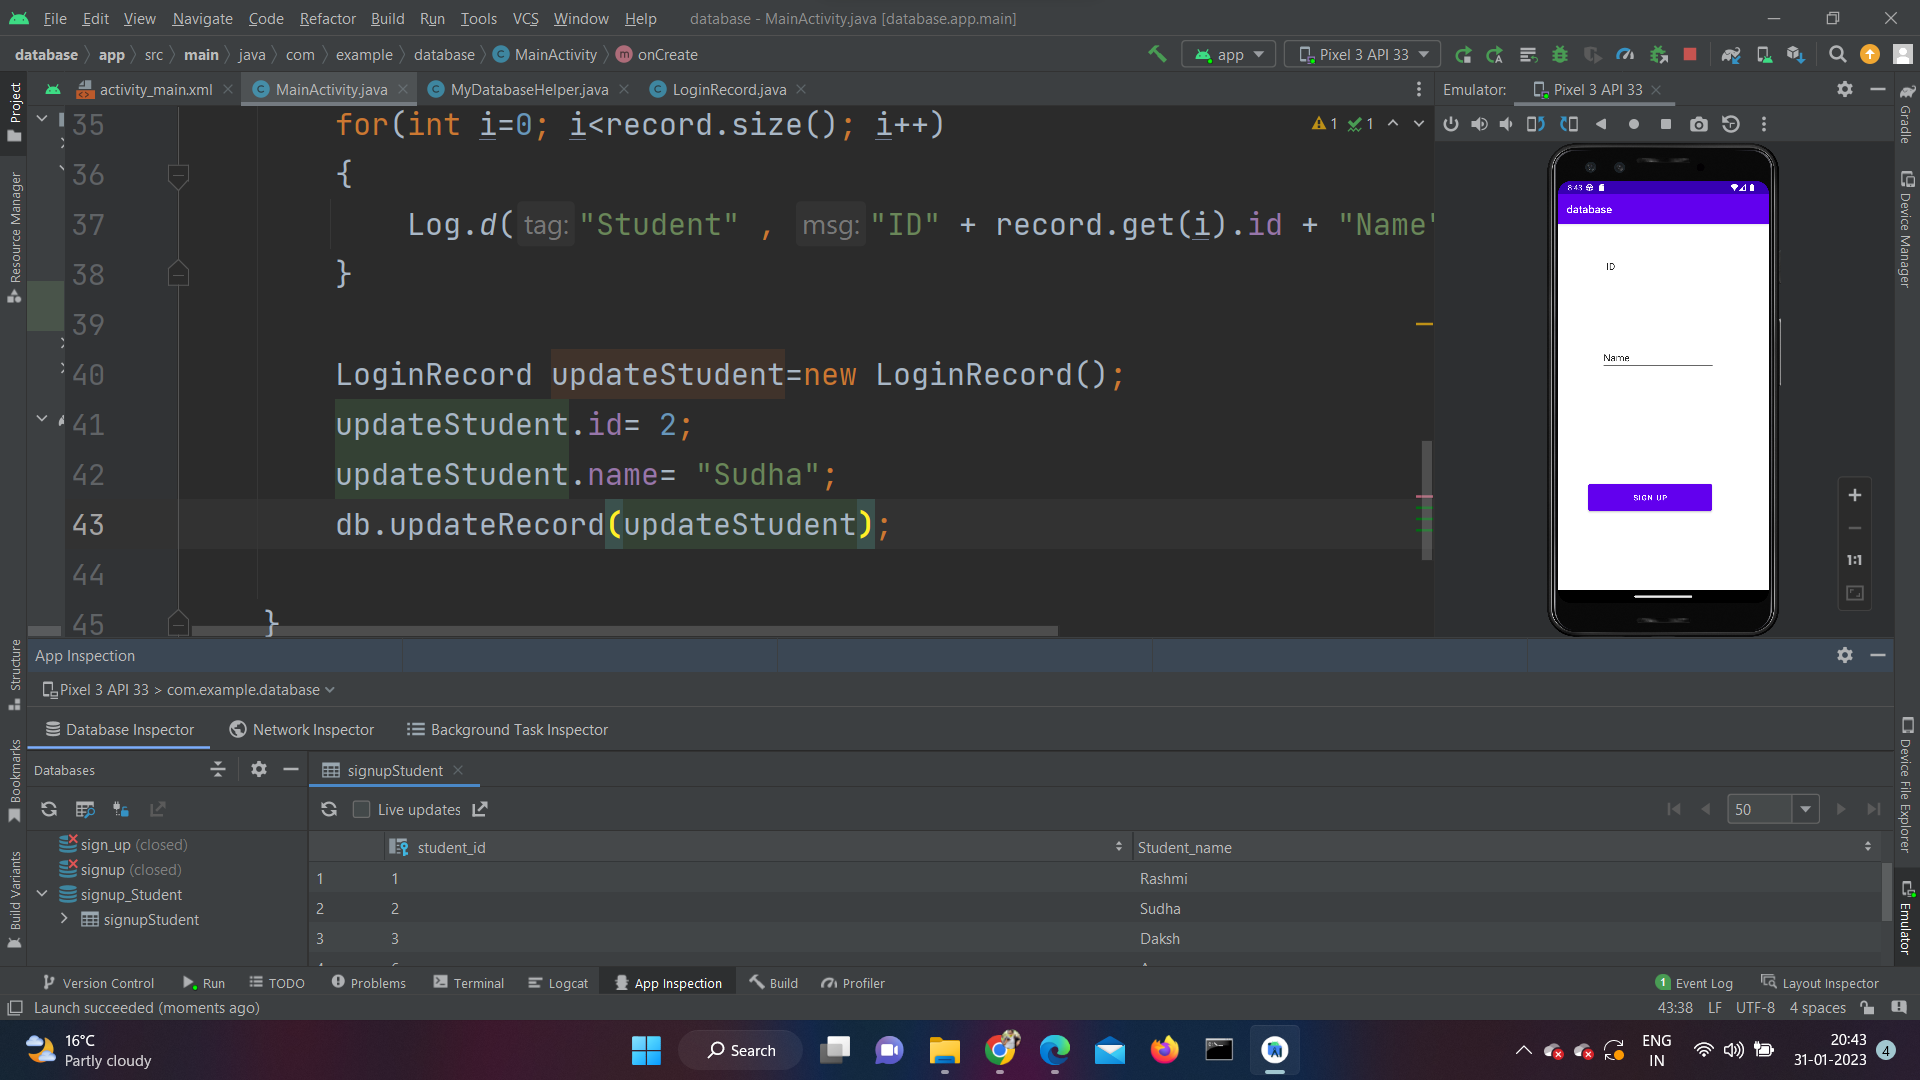 File Edit View Navigate Code Refactor Build Run Tools VCS Window Help database - MainActivity.java [database.app.main]
database app src main java com example database MainActivity onCreate app Pixel 3 API 33
activity_main.xml MainActivity.java MyDatabaseHelper.java LoginRecord.java Emulator: Pixel 3 API 33
Project
Resource Manager
Structure
Bookmarks
Build Variants
35 for(int i=0; i<record.size(); i++)
1 1
36 {
37 Log.d( tag: "Student" , msg: "ID" + record.get(i).id + "Name"
38 }
39
40 LoginRecord updateStudent=new LoginRecord();
41 updateStudent.id= 2;
42 updateStudent.name= "Sudha";
43 db.updateRecord(updateStudent);
44
45 }
8:43
database
ID
Name
SIGN UP
1:1
Gradle
Device Manager
Device File Explorer
Emulator
App Inspection
Pixel 3 API 33 > com.example.database
Database Inspector Network Inspector Background Task Inspector
Databases signupStudent
Live updates 50
sign_up (closed)
signup (closed)
signup_Student
signupStudent
student_id Student_name
1 1 Rashmi
2 2 Sudha
3 3 Daksh
Version Control Run TODO Problems Terminal Logcat App Inspection Build Profiler 1 Event Log Layout Inspector
Launch succeeded (moments ago) 43:38 LF UTF-8 4 spaces
16°C
Partly cloudy
Search
ENG
IN
20:43
31-01-2023
4